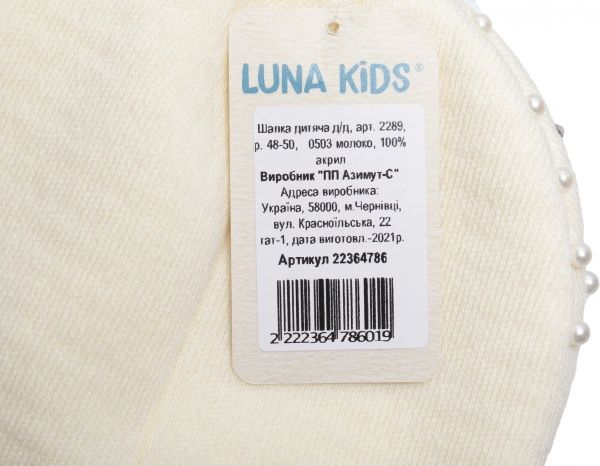 LUNA KiDS®
Шапка дитяча д/д, арт. 2289,
р. 48-50, 0503 молоко, 100%
акрил
Виробник "ПП Азимут-С"
Адреса виробника:
Україна, 58000, м.Чернівці,
вул. Красноїльська, 22
гат-1, дата виготовл.-2021р.
Артикул 22364786
2 222364 786019